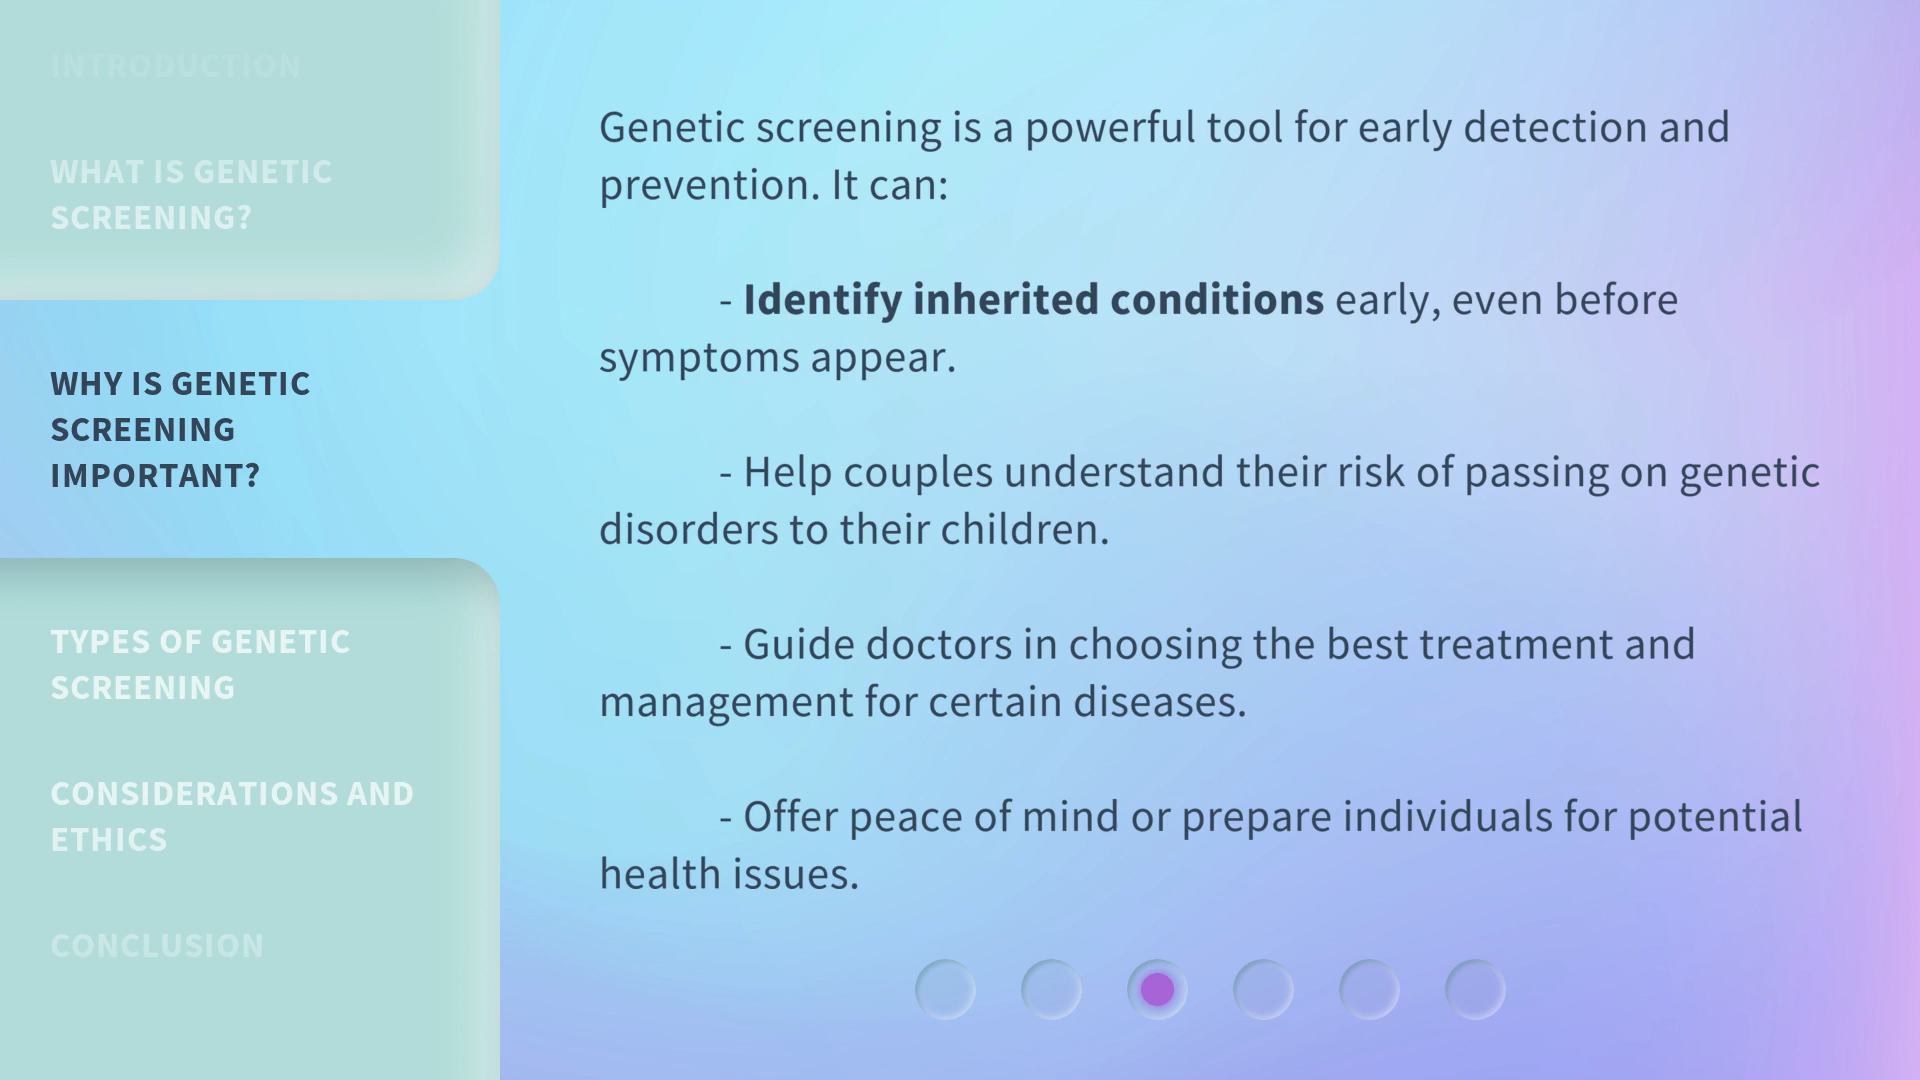 INTRODUCTION
WHAT IS GENETIC
SCREENING?
WHY IS GENETIC
SCREENING
IMPORTANT?
TYPES OF GENETIC
SCREENING
CONSIDERATIONS AND
ETHICS
CONCLUSION
Genetic screening is a powerful tool for early detection and
prevention. It can:
- Identify inherited conditions early, even before
symptoms appear.
- Help couples understand their risk of passing on genetic
disorders to their children.
- Guide doctors in choosing the best treatment and
management for certain diseases.
- Offer peace of mind or prepare individuals for potential
health issues.